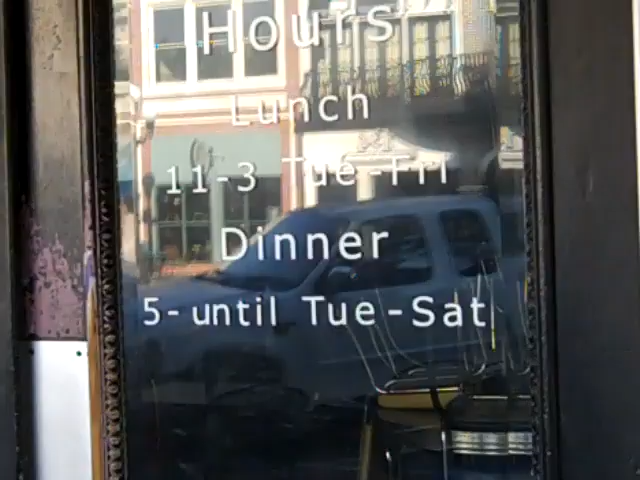 Hours
Lunch
11-3 Tue-Fri
Dinner
5- until Tue-Sat